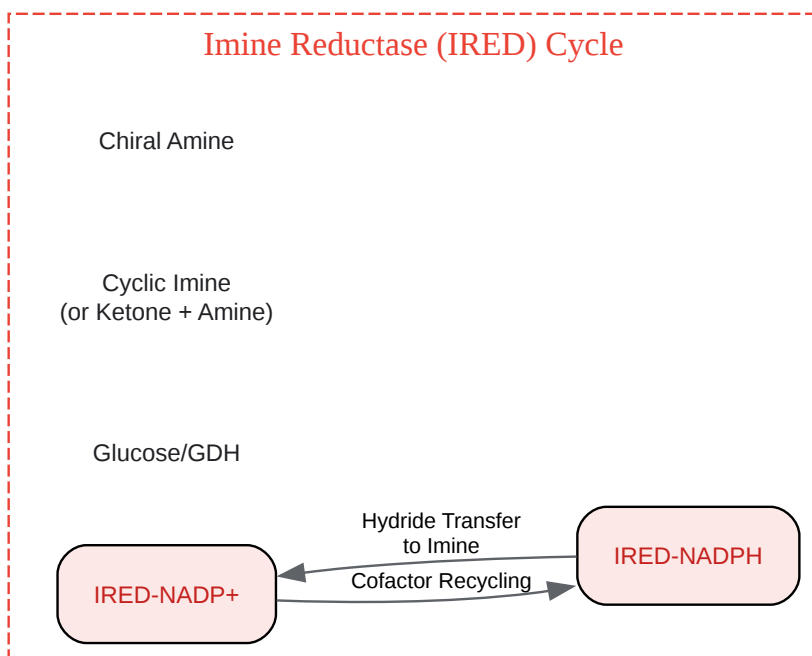 Imine Reductase (IRED) Cycle
Chiral Amine
Cyclic Imine
(or Ketone + Amine)
Glucose/GDH
Hydride Transfer
to Imine
IRED-NADPH
Cofactor Recycling
IRED-NADP+